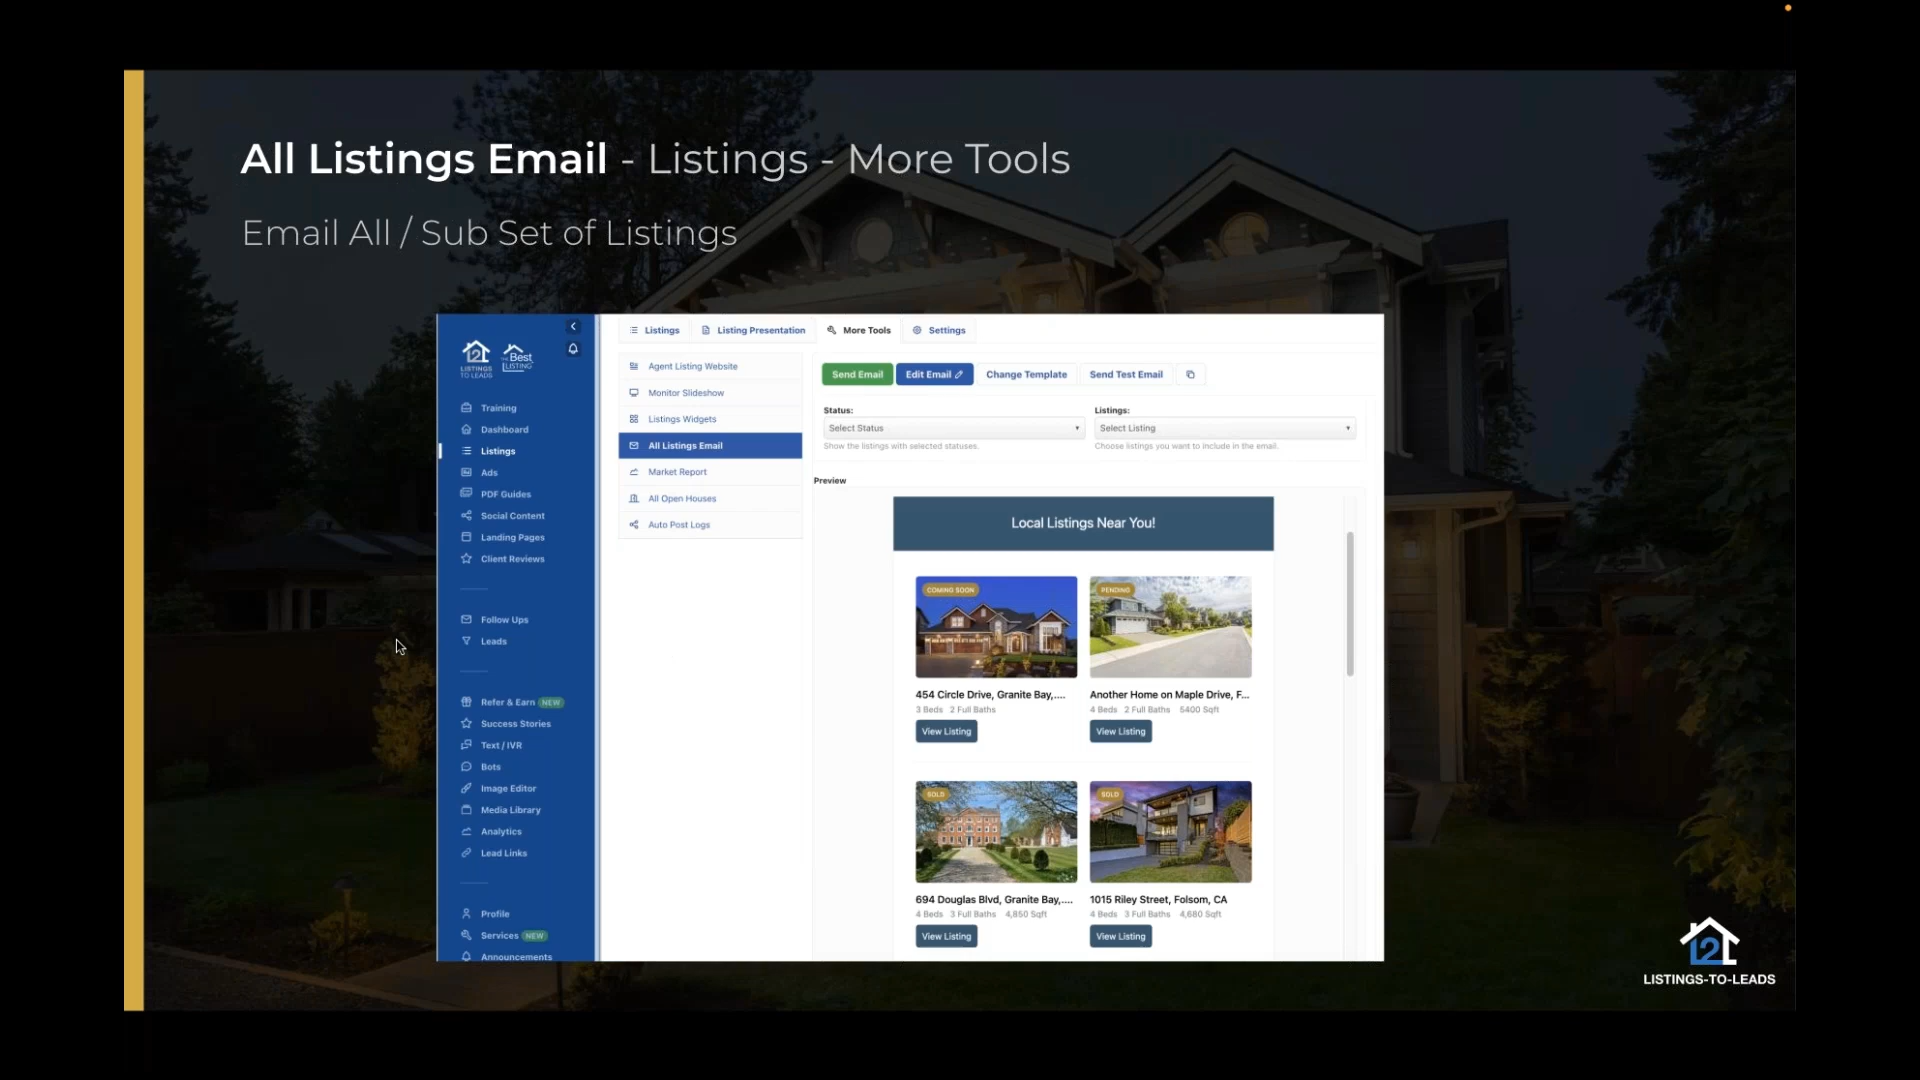 All Listings Email - Listings - More Tools
Email All / Sub Set of Listings
LISTINGS
TO LEADS
THE Best
LISTING
Training
Dashboard
Listings
Ads
PDF Guides
Social Content
Landing Pages
Client Reviews
Follow Ups
Leads
Refer & Earn NEW
Success Stories
Text / IVR
Bots
Image Editor
Media Library
Analytics
Lead Links
Profile
Services NEW
Announcements
Listings
Listing Presentation
More Tools
Settings
Agent Listing Website
Monitor Slideshow
Listings Widgets
All Listings Email
Market Report
All Open Houses
Auto Post Logs
Send Email
Edit Email
Change Template
Send Test Email
Status:
Select Status
Show the listings with selected statuses.
Listings:
Select Listing
Choose listings you want to include in the email.
Preview
Local Listings Near You!
COMING SOON
454 Circle Drive, Granite Bay,....
3 Beds 2 Full Baths
View Listing
PENDING
Another Home on Maple Drive, F...
4 Beds 2 Full Baths 5400 Sqft
View Listing
SOLD
694 Douglas Blvd, Granite Bay,....
4 Beds 3 Full Baths 4,850 Sqft
View Listing
SOLD
1015 Riley Street, Folsom, CA
4 Beds 3 Full Baths 4,680 Sqft
View Listing
L2L
LISTINGS-TO-LEADS